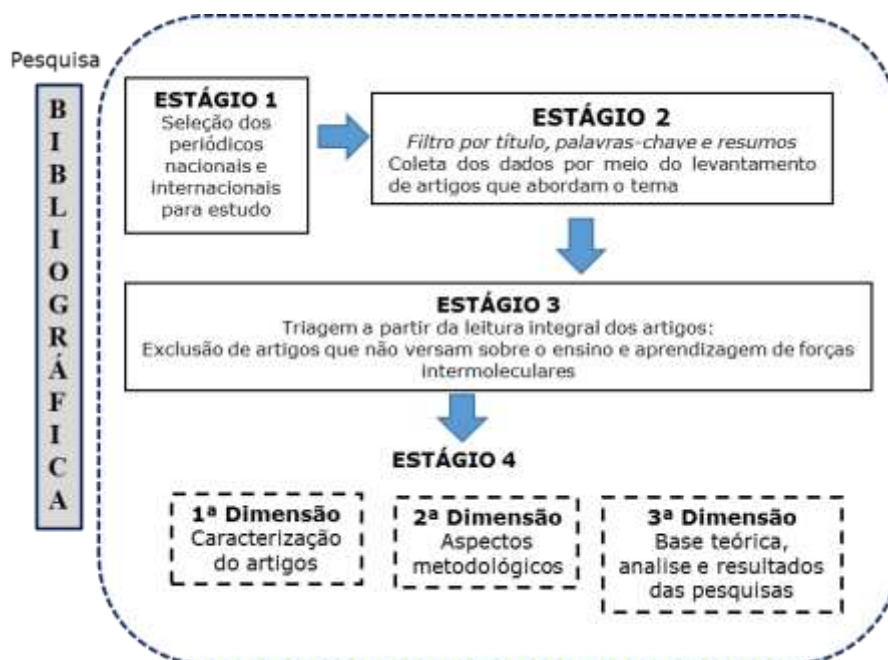 Pesquisa
BIBLIOGRÁFICA
ESTÁGIO 1
Seleção dos
periódicos
nacionais e
internacionais
para estudo
ESTÁGIO 2
Filtro por título, palavras-chave e resumos
Coleta dos dados por meio do levantamento
de artigos que abordam o tema
ESTÁGIO 3
Triagem a partir da leitura integral dos artigos:
Exclusão de artigos que não versam sobre o ensino e aprendizagem de forças
intermoleculares
ESTÁGIO 4
1ª Dimensão
Caracterização
do artigos
2ª Dimensão
Aspectos
metodológicos
3ª Dimensão
Base teórica,
analise e resultados
das pesquisas